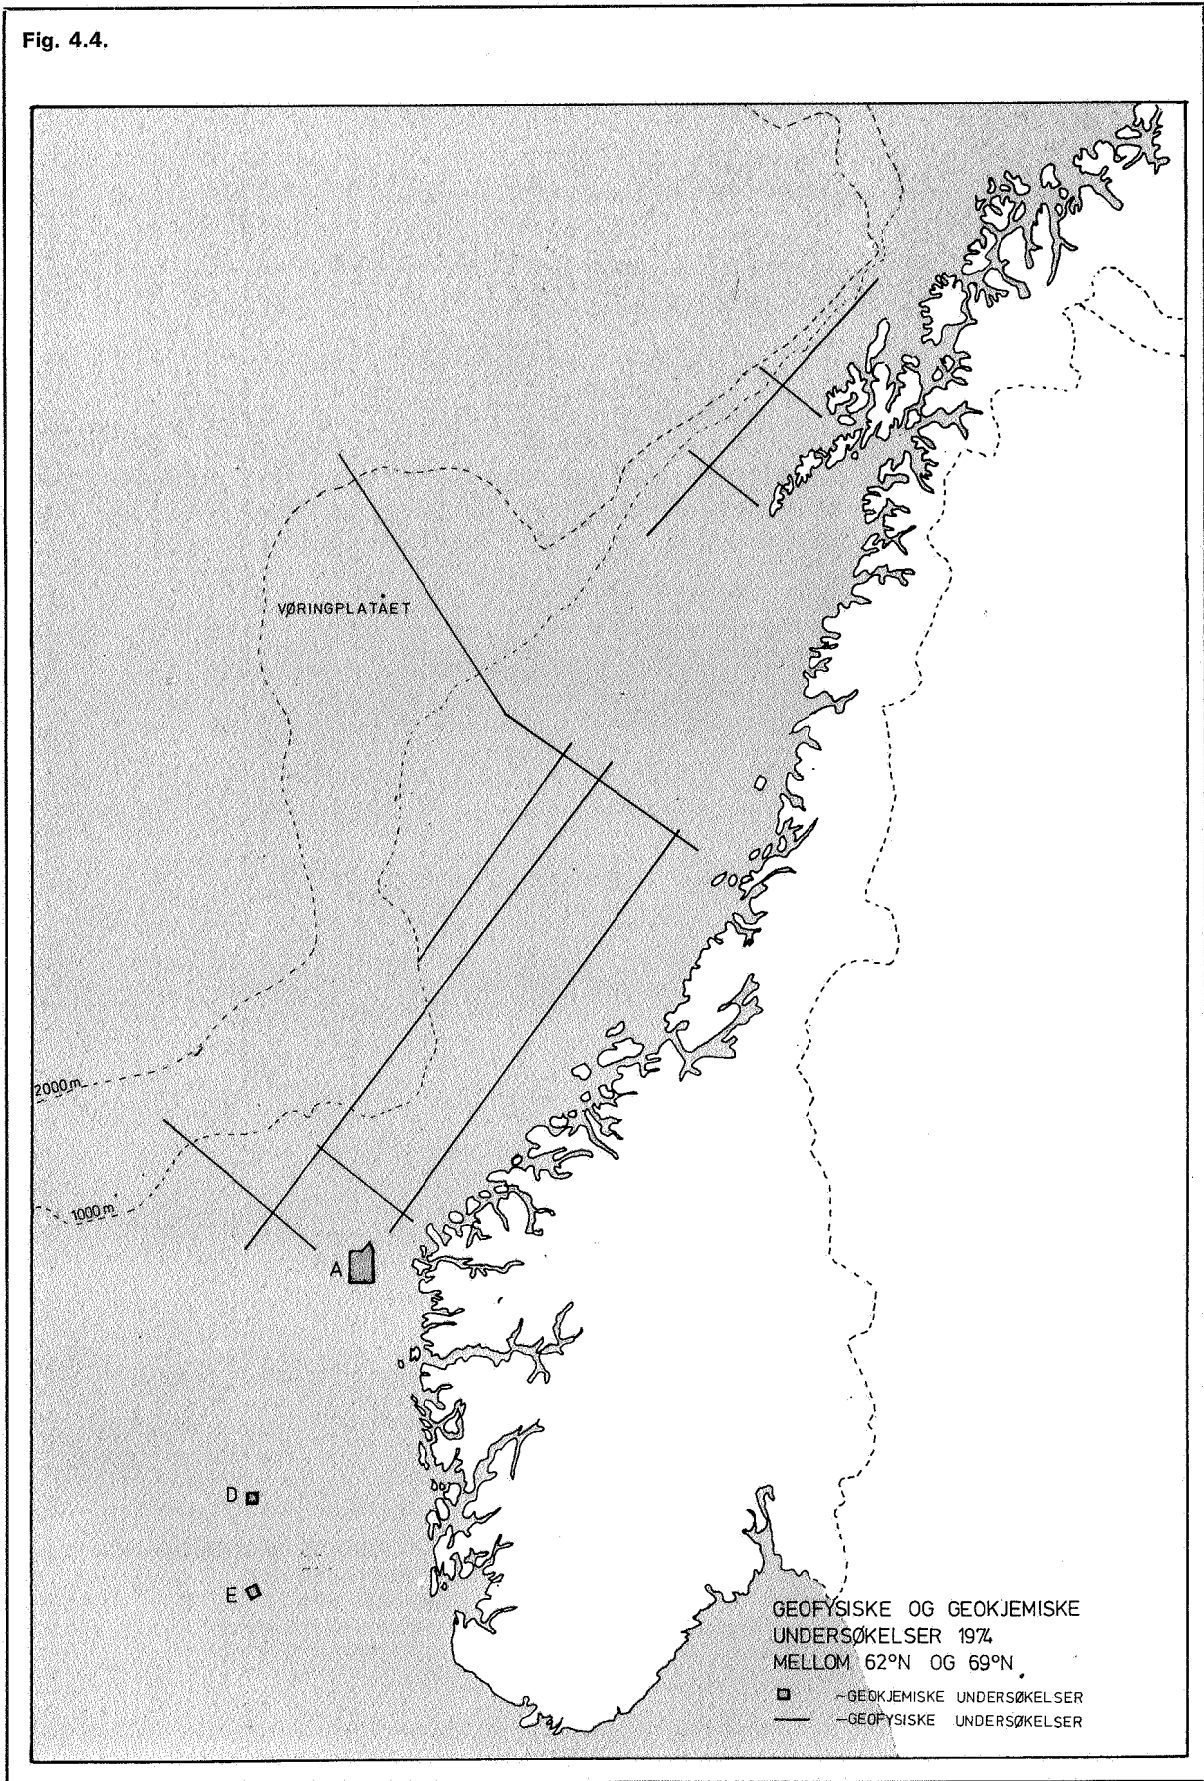 Fig. 4.4.
VØRINGPLATÅET
2000 m
1000 m
A
D
E
GEOFYSISKE OG GEOKJEMISKE
UNDERSØKELSER 1974
MELLOM 62°N OG 69°N.
-GEOKJEMISKE UNDERSØKELSER
-GEOFYSISKE UNDERSØKELSER